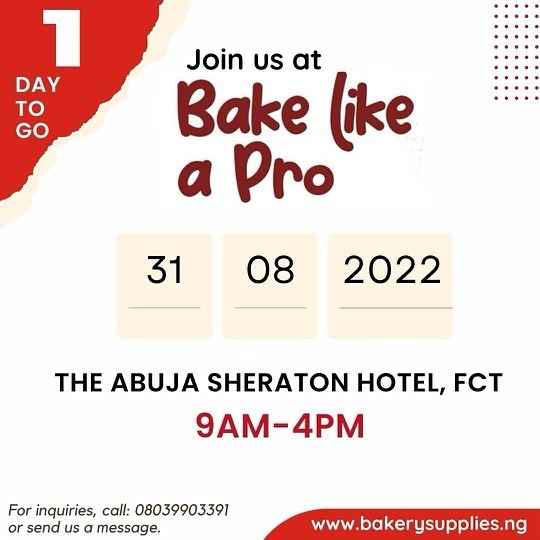 1
DAY
TO
GO
Join us at
Bake like
a Pro
31 08 2022
THE ABUJA SHERATON HOTEL, FCT
9AM-4PM
For inquiries, call: 08039903391
or send us a message.
www.bakerysupplies.ng